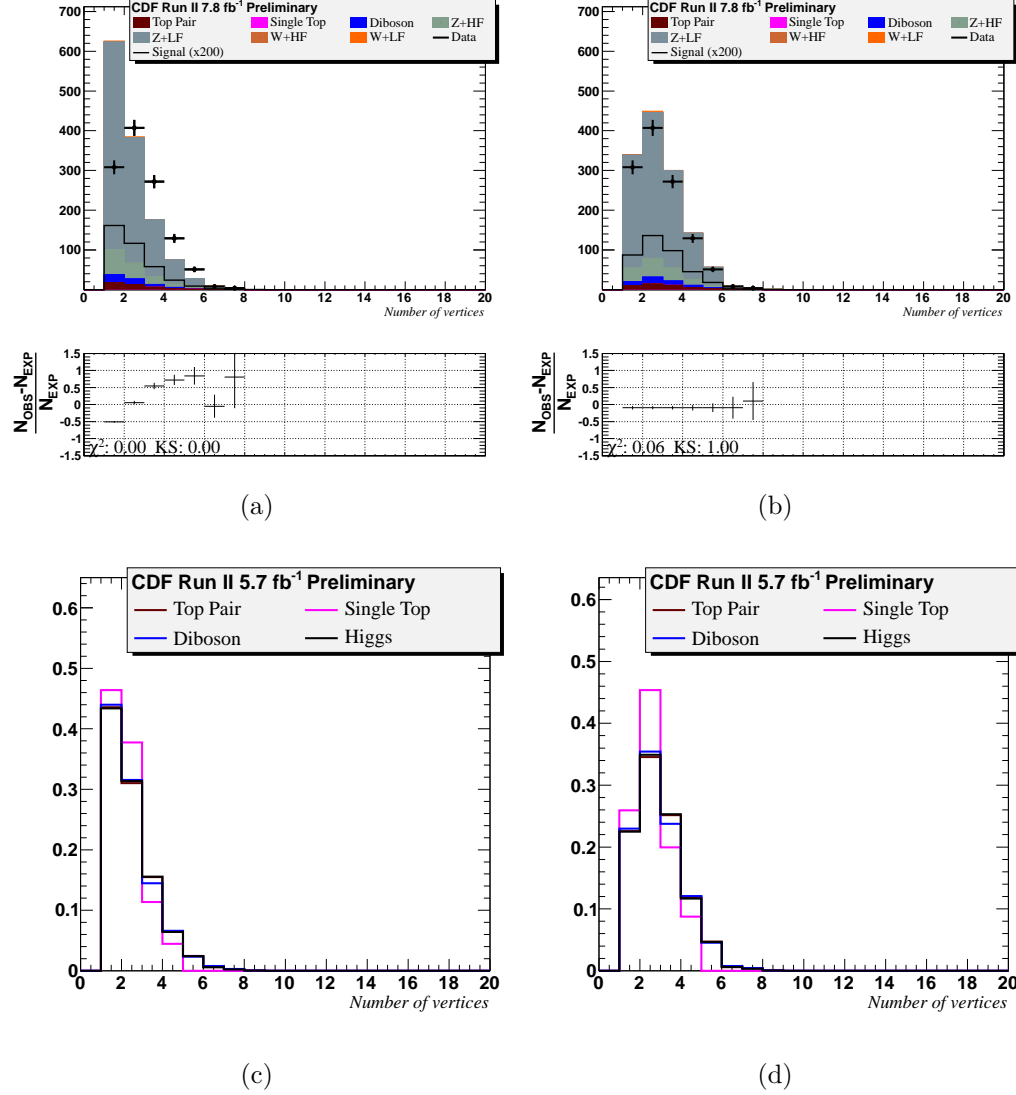 CDF Run II 7.8 fb-1 Preliminary
Top Pair Single Top Diboson Z+HF
Z+LF W+HF W+LF Data
Signal (x200)
700
600
500
400
300
200
100
0 2 4 6 8 10 12 14 16 18 20
Number of vertices
NOBS-NEXP
NEXP
1.5
1
0.5
0
-0.5
-1
-1.5
χ2: 0.00 KS: 0.00
(a)
CDF Run II 7.8 fb-1 Preliminary
Top Pair Single Top Diboson Z+HF
Z+LF W+HF W+LF Data
Signal (x200)
700
600
500
400
300
200
100
0 2 4 6 8 10 12 14 16 18 20
Number of vertices
NOBS-NEXP
NEXP
1.5
1
0.5
0
-0.5
-1
-1.5
χ2: 0.06 KS: 1.00
(b)
CDF Run II 5.7 fb-1 Preliminary
Top Pair Single Top
Diboson Higgs
0.6
0.5
0.4
0.3
0.2
0.1
0
2 4 6 8 10 12 14 16 18 20
Number of vertices
(c)
CDF Run II 5.7 fb-1 Preliminary
Top Pair Single Top
Diboson Higgs
0.6
0.5
0.4
0.3
0.2
0.1
0
0 2 4 6 8 10 12 14 16 18 20
Number of vertices
(d)